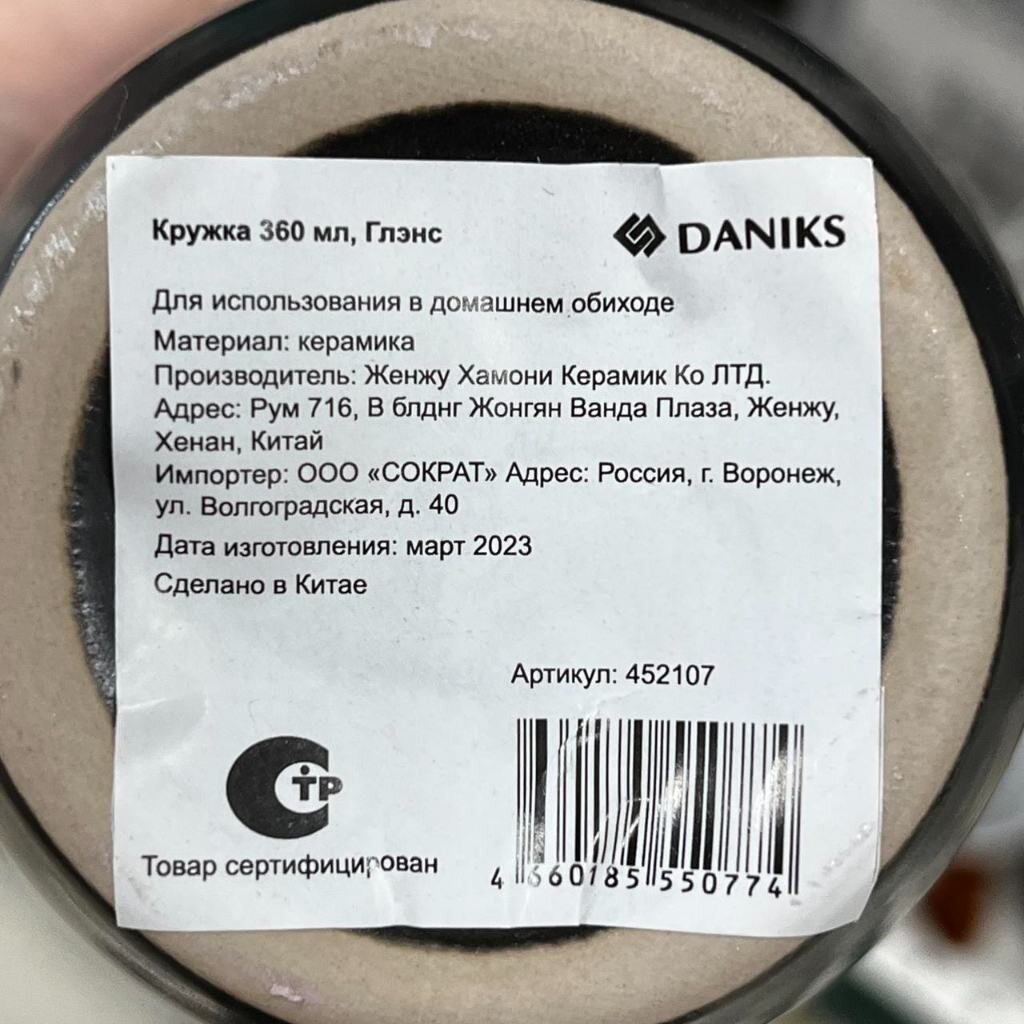 Кружка 360 мл, Глэнс
DANIKS
Для использования в домашнем обиходе
Материал: керамика
Производитель: Женжу Хамони Керамик Ко ЛТД.
Адрес: Рум 716, В блднг Жонгян Ванда Плаза, Женжу,
Хенан, Китай
Импортер: ООО «СОКРАТ» Адрес: Россия, г. Воронеж,
ул. Волгоградская, д. 40
Дата изготовления: март 2023
Сделано в Китае
Артикул: 452107
СТР
Товар сертифицирован
4 660185 550774